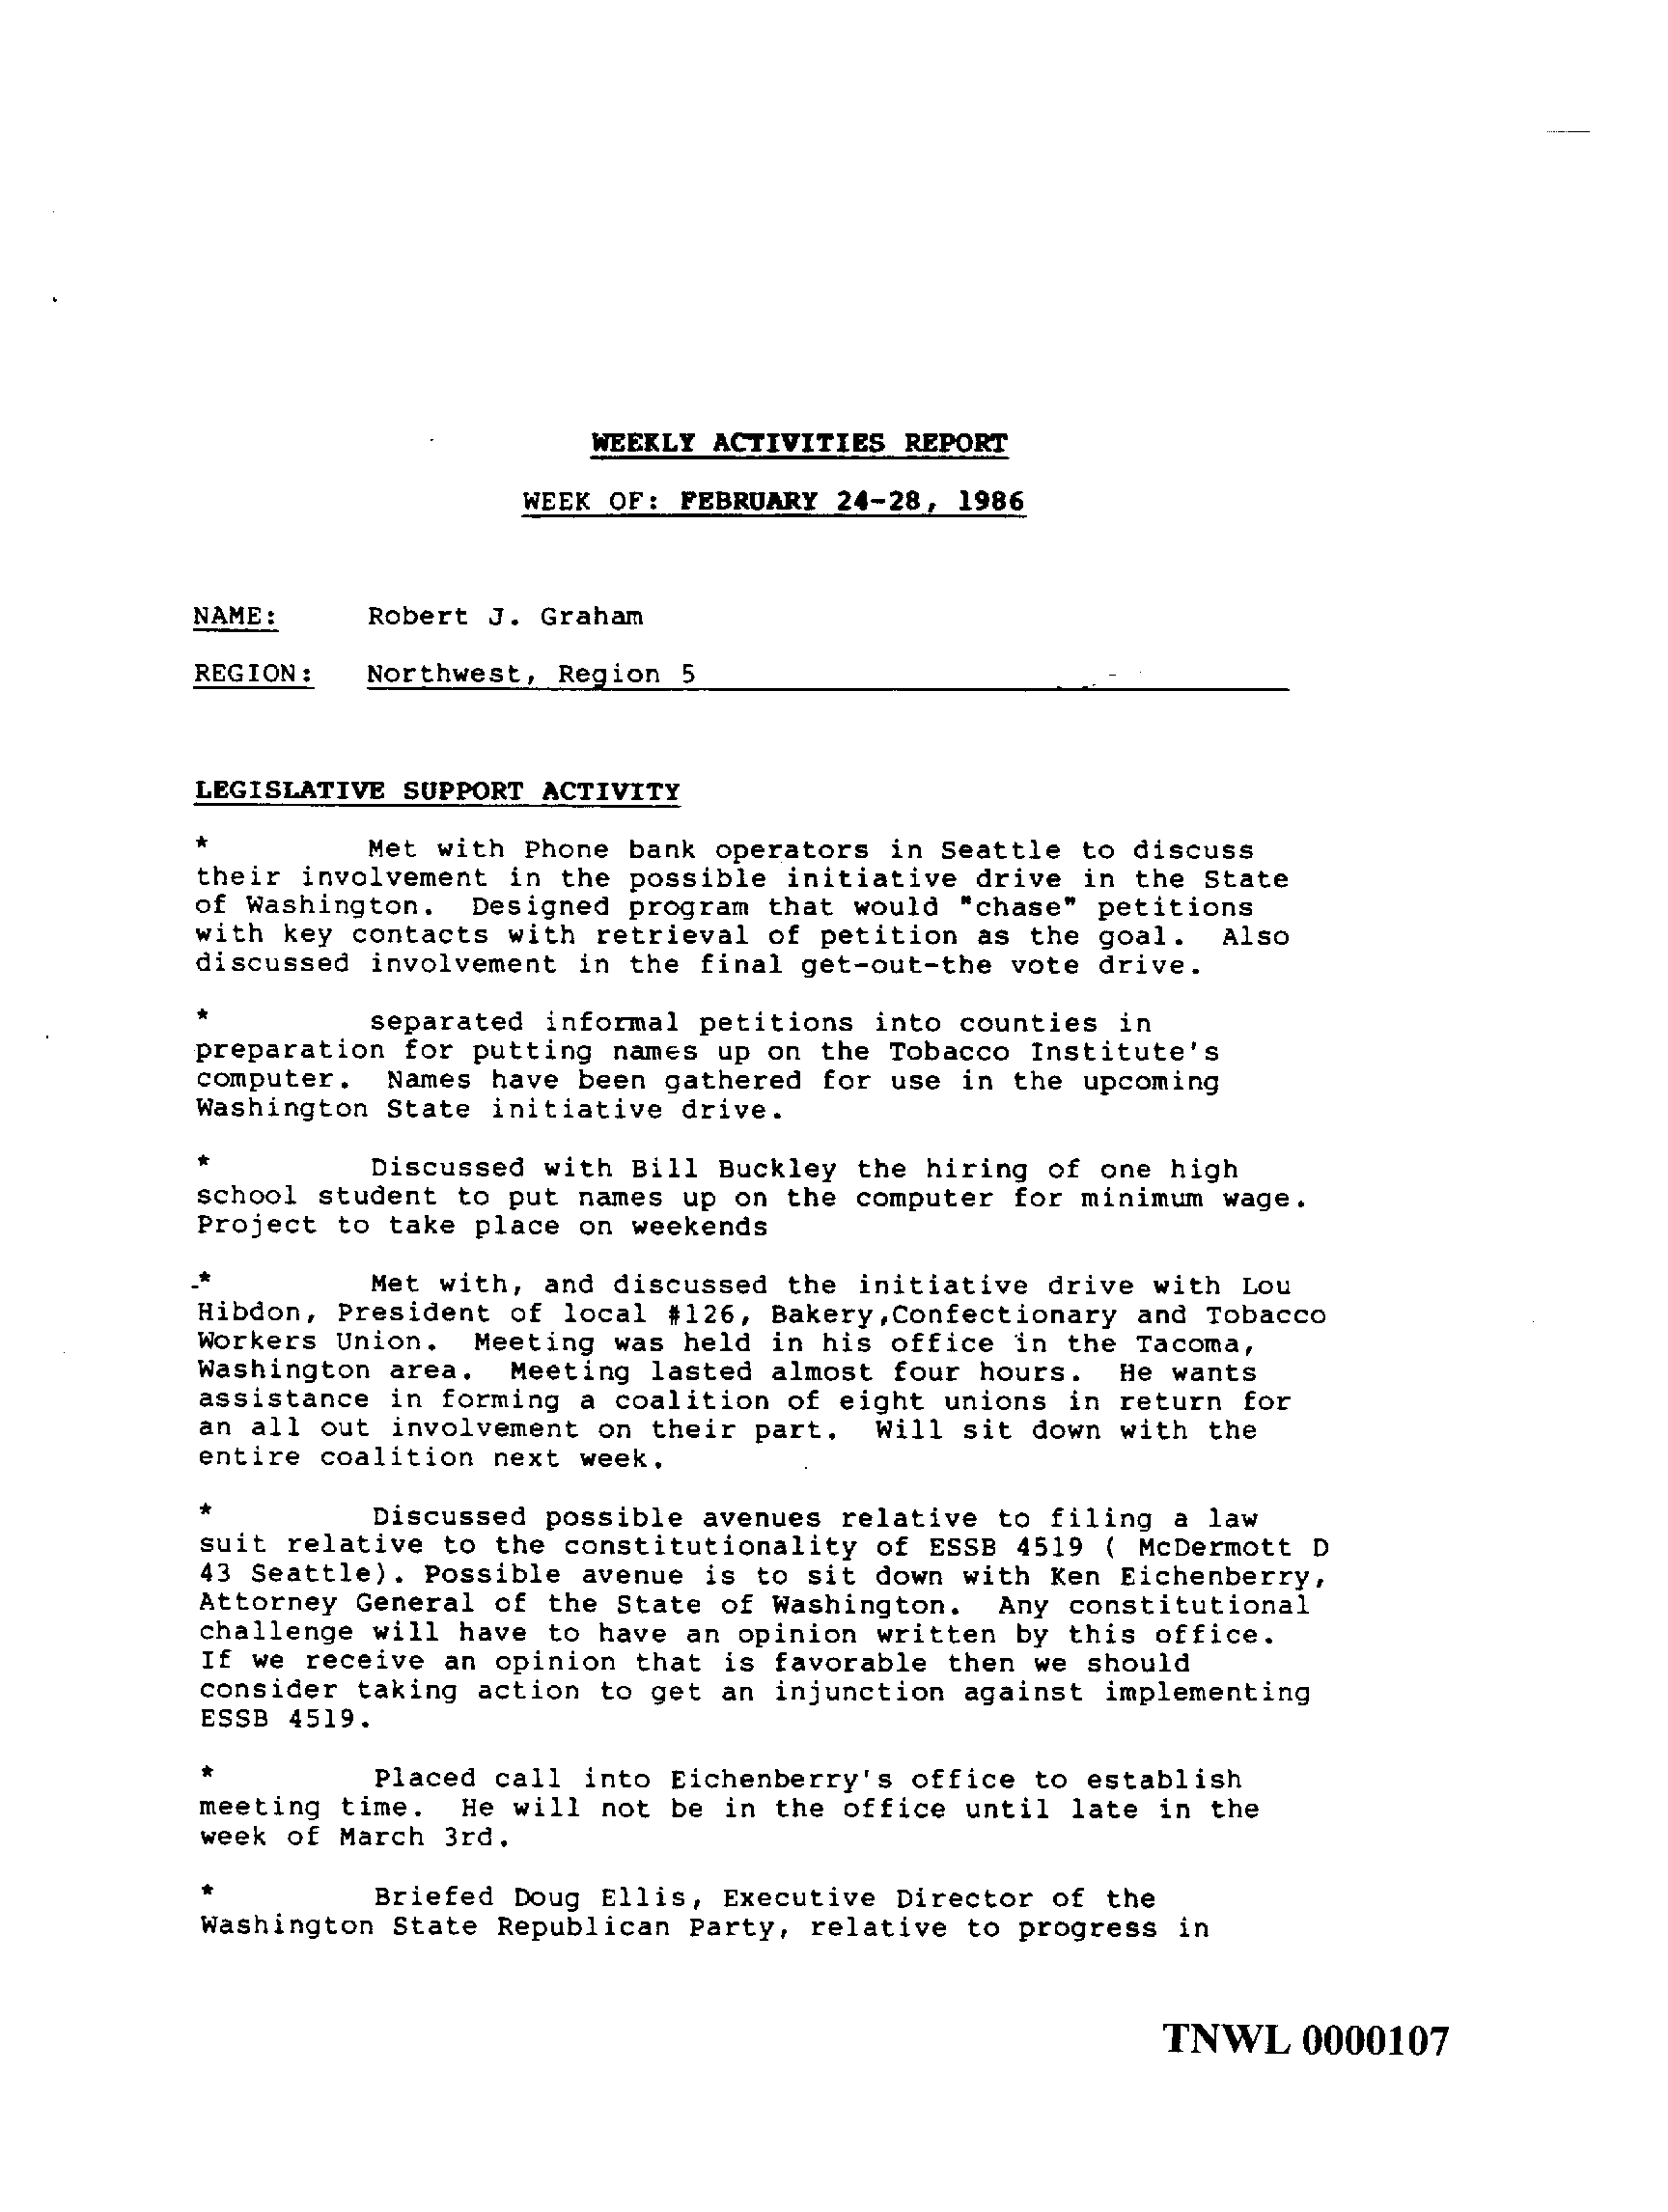 WEEKLY ACTIVITIES REPORT
WEEK OF: FEBRUARY 24-28, 1986
NAME: Robert J. Graham
REGION: Northwest, Region 5
LEGISLATIVE SUPPORT ACTIVITY
* Met with Phone bank operators in Seattle to discuss
their involvement in the possible initiative drive in the State
of Washington. Designed program that would "chase" petitions
with key contacts with retrieval of petition as the goal. Also
discussed involvement in the final get-out-the vote drive.
* separated informal petitions into counties in
preparation for putting names up on the Tobacco Institute's
computer. Names have been gathered for use in the upcoming
Washington State initiative drive.
* Discussed with Bill Buckley the hiring of one high
school student to put names up on the computer for minimum wage.
Project to take place on weekends
* Met with, and discussed the initiative drive with Lou
Hibdon, President of local #126, Bakery,Confectionary and Tobacco
Workers Union. Meeting was held in his office in the Tacoma,
Washington area. Meeting lasted almost four hours. He wants
assistance in forming a coalition of eight unions in return for
an all out involvement on their part. Will sit down with the
entire coalition next week.
* Discussed possible avenues relative to filing a law
suit relative to the constitutionality of ESSB 4519 ( McDermott D
43 Seattle). Possible avenue is to sit down with Ken Eichenberry,
Attorney General of the State of Washington. Any constitutional
challenge will have to have an opinion written by this office.
If we receive an opinion that is favorable then we should
consider taking action to get an injunction against implementing
ESSB 4519.
* Placed call into Eichenberry's office to establish
meeting time. He will not be in the office until late in the
week of March 3rd.
* Briefed Doug Ellis, Executive Director of the
Washington State Republican Party, relative to progress in
TNWL 0000107